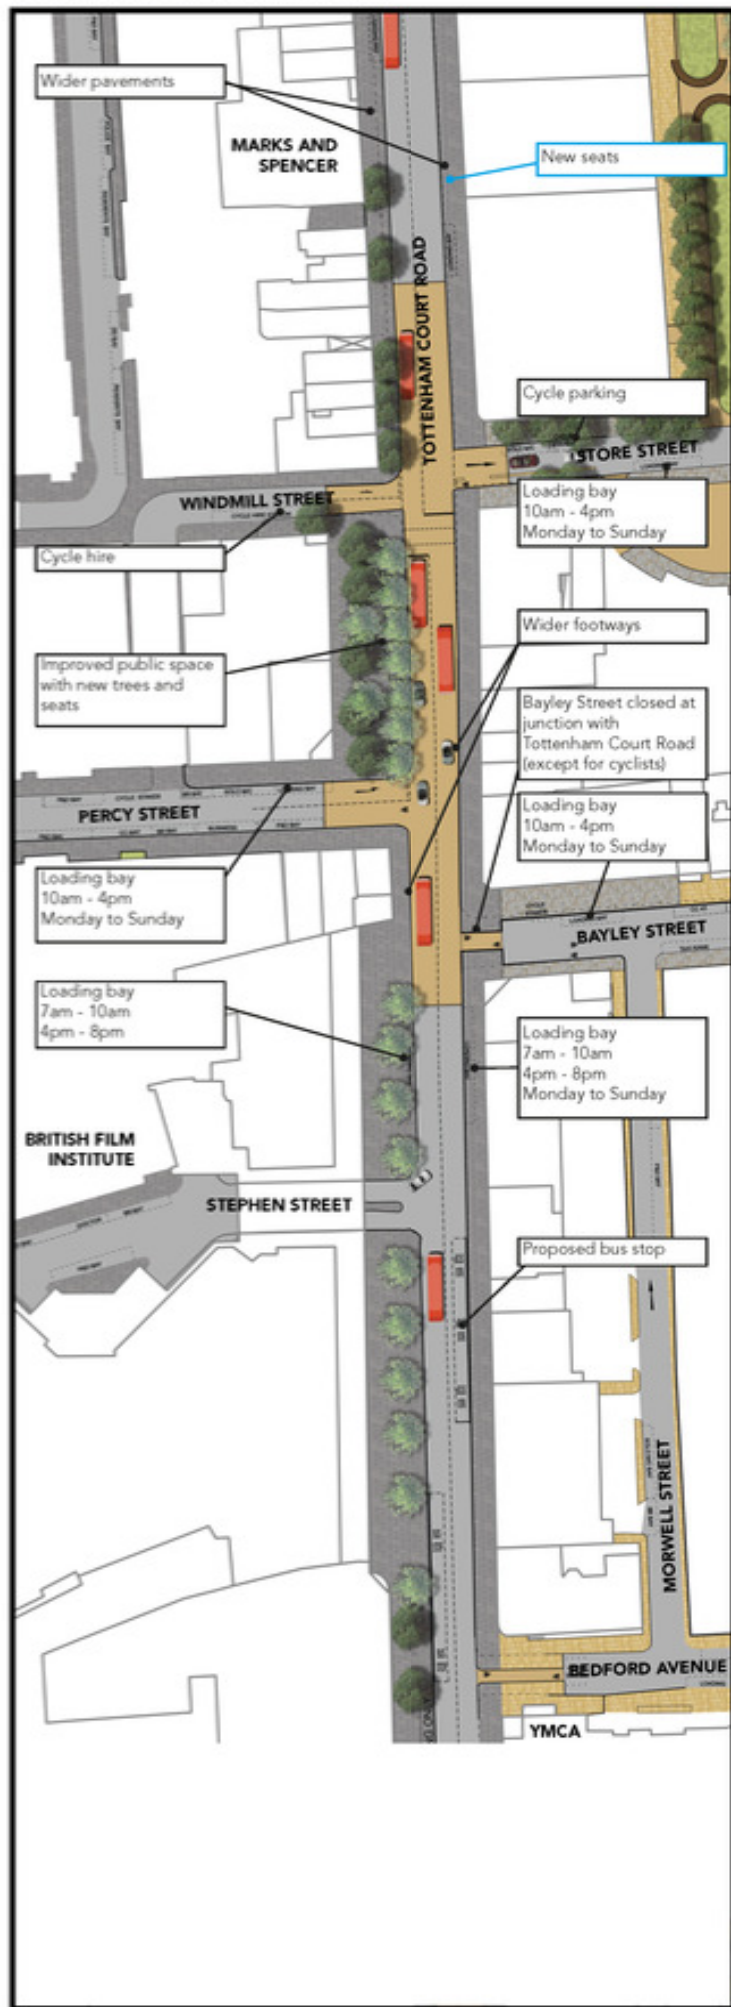 Wider pavements
MARKS AND
SPENCER
New seats
TOTTENHAM COURT ROAD
Cycle parking
STORE STREET
WINDMILL STREET
Loading bay
10am - 4pm
Monday to Sunday
Cycle hire
Wider footways
Improved public space
with new trees and
seats
Bayley Street closed at
junction with
Tottenham Court Road
(except for cyclists)
PERCY STREET
Loading bay
10am - 4pm
Monday to Sunday
Loading bay
10am - 4pm
Monday to Sunday
BAYLEY STREET
Loading bay
7am - 10am
4pm - 8pm
Loading bay
7am - 10am
4pm - 8pm
Monday to Sunday
BRITISH FILM
INSTITUTE
STEPHEN STREET
Proposed bus stop
MORWELL STREET
BEDFORD AVENUE
YMCA